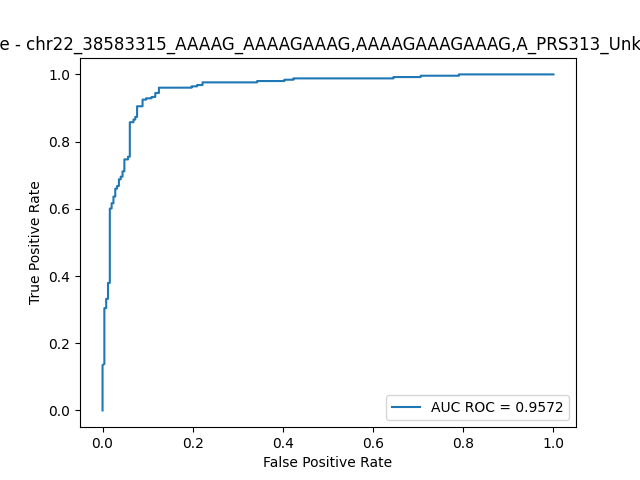 e - chr22_38583315_AAAAG_AAAAGAAAG,AAAAGAAAGAAAG,A_PRS313_Unk
1.0
0.8
0.6
0.4
0.2
0.0
True Positive Rate
0.0 0.2 0.4 0.6 0.8 1.0
False Positive Rate
AUC ROC = 0.9572